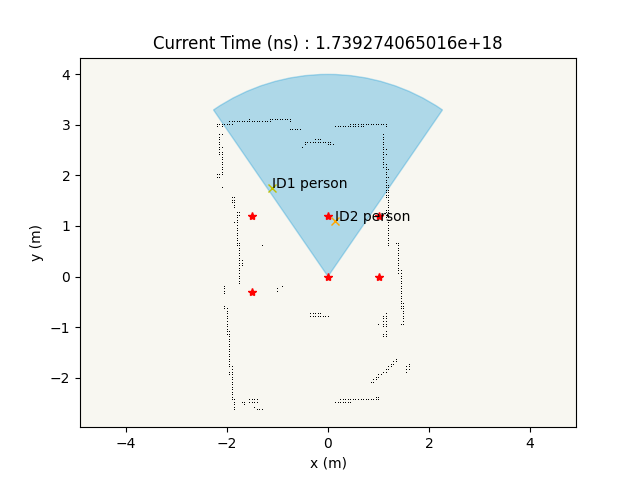 Current Time (ns) : 1.739274065016e+18
4
3
2
1
0
−1
−2
y (m)
ID1 person
ID2 person
−4
−2
0
2
4
x (m)